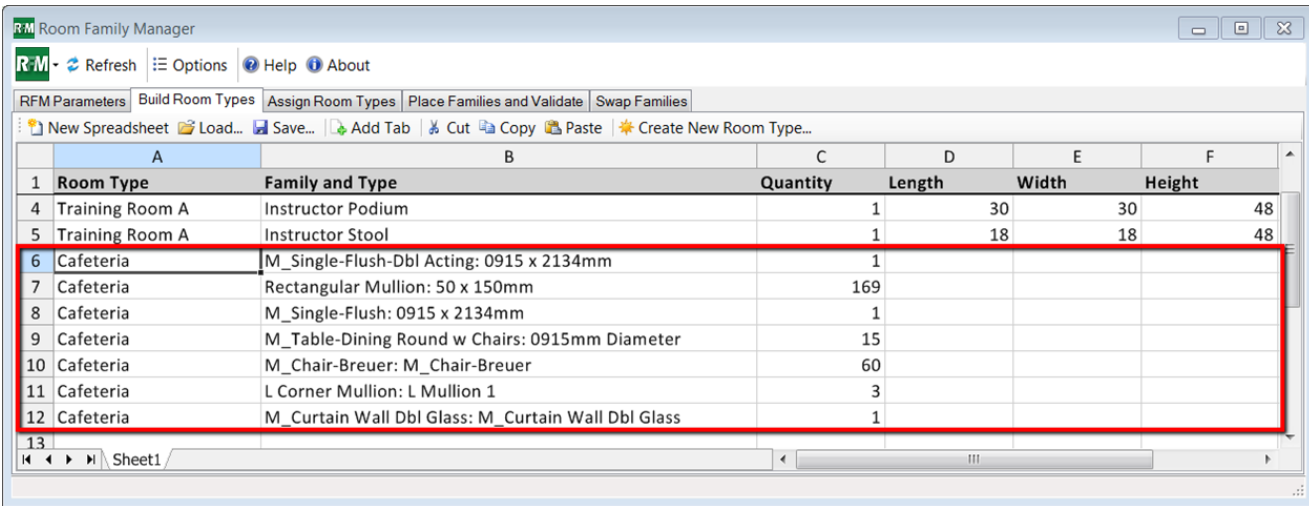 RFM Room Family Manager
RFM Refresh Options Help About
RFM Parameters Build Room Types Assign Room Types Place Families and Validate Swap Families
New Spreadsheet Load... Save... Add Tab Cut Copy Paste Create New Room Type...
A B C D E F
1 Room Type Family and Type Quantity Length Width Height
4 Training Room A Instructor Podium 1 30 30 48
5 Training Room A Instructor Stool 1 18 18 48
6 Cafeteria M_Single-Flush-Dbl Acting: 0915 x 2134mm 1
7 Cafeteria Rectangular Mullion: 50 x 150mm 169
8 Cafeteria M_Single-Flush: 0915 x 2134mm 1
9 Cafeteria M_Table-Dining Round w Chairs: 0915mm Diameter 15
10 Cafeteria M_Chair-Breuer: M_Chair-Breuer 60
11 Cafeteria L Corner Mullion: L Mullion 1 3
12 Cafeteria M_Curtain Wall Dbl Glass: M_Curtain Wall Dbl Glass 1
13
Sheet1